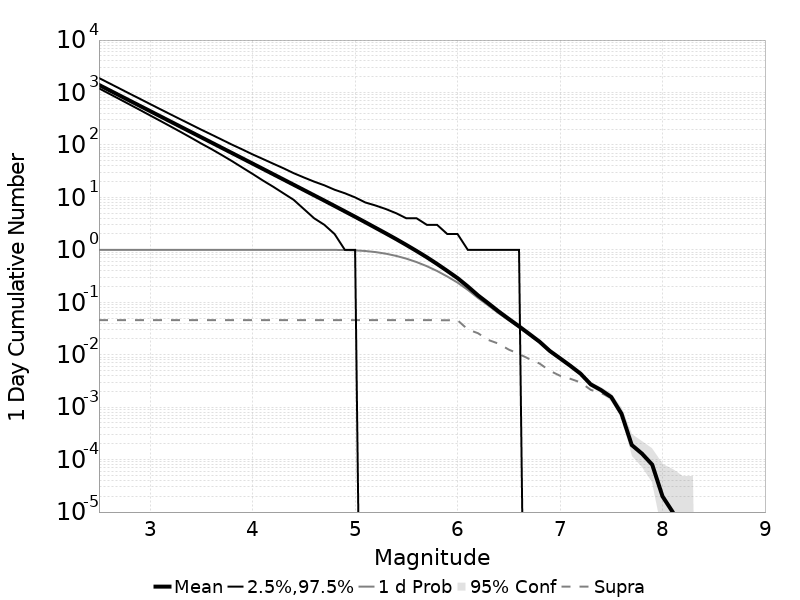 1 Day Cumulative Number
10^4
10^3
10^2
10^1
10^0
10^-1
10^-2
10^-3
10^-4
10^-5
3 4 5 6 7 8 9
Magnitude
Mean 2.5%,97.5% 1 d Prob 95% Conf Supra